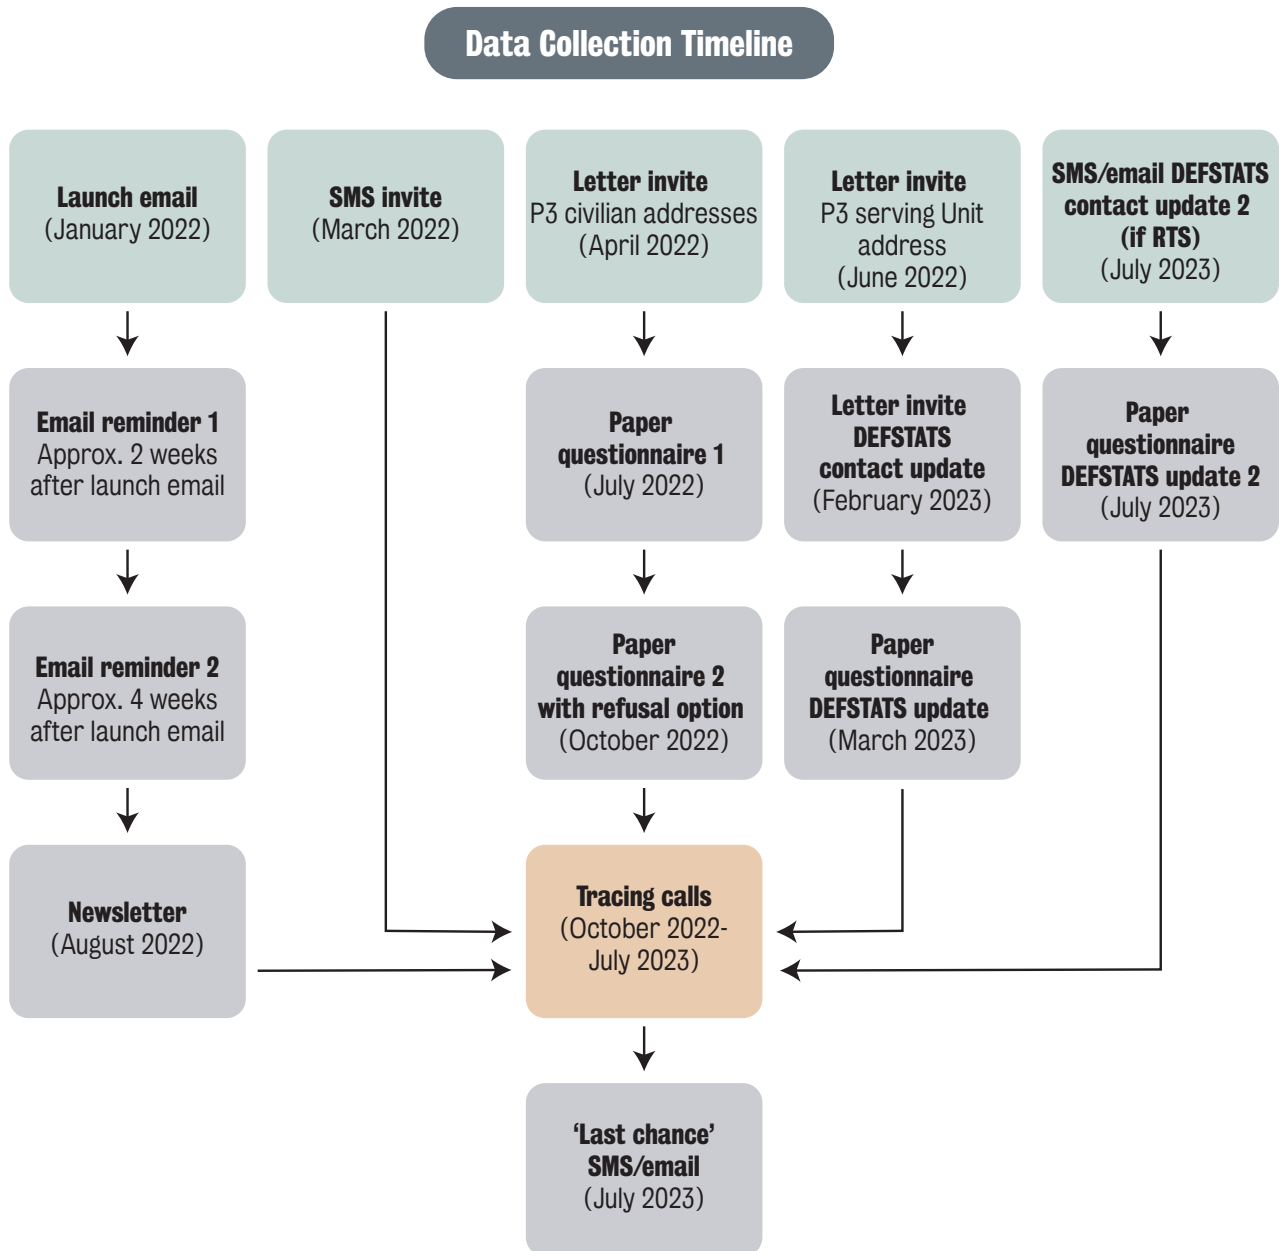 Data Collection Timeline
Launch email
(January 2022)
SMS invite
(March 2022)
Letter invite
P3 civilian addresses
(April 2022)
Letter invite
P3 serving Unit
address
(June 2022)
SMS/email DEFSTATS
contact update 2
(if RTS)
(July 2023)
Email reminder 1
Approx. 2 weeks
after launch email
Paper
questionnaire 1
(July 2022)
Letter invite
DEFSTATS
contact update
(February 2023)
Paper
questionnaire
DEFSTATS update 2
(July 2023)
Email reminder 2
Approx. 4 weeks
after launch email
Paper
questionnaire 2
with refusal option
(October 2022)
Paper
questionnaire
DEFSTATS update
(March 2023)
Newsletter
(August 2022)
Tracing calls
(October 2022-
July 2023)
‘Last chance’
SMS/email
(July 2023)